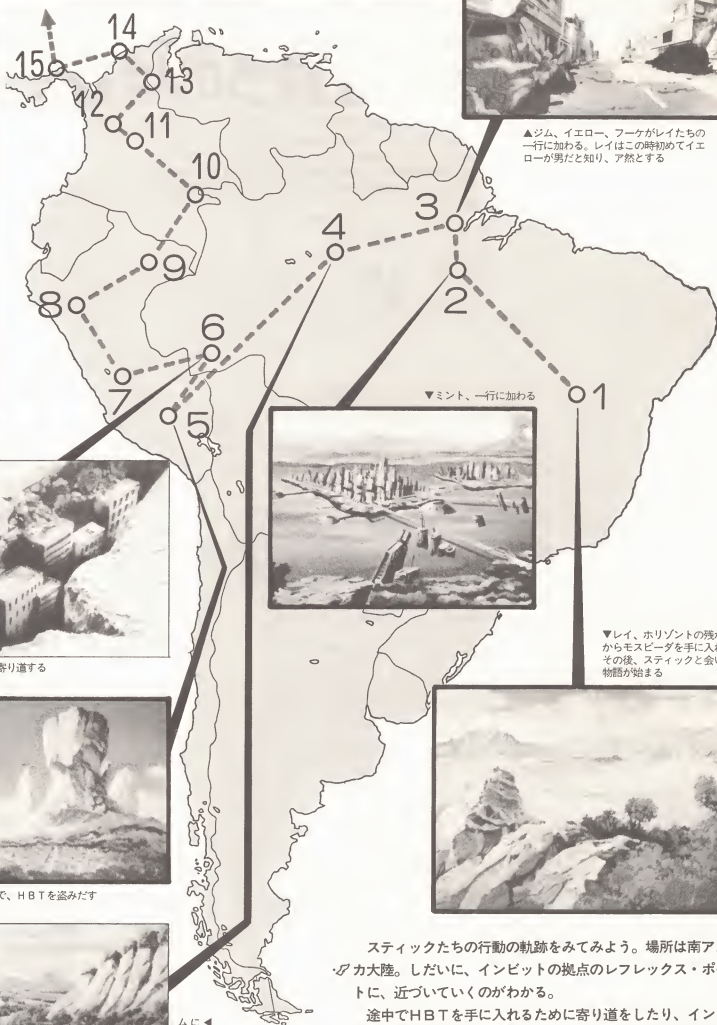 14
15
13
12
11
10
▲ジム、イエロー、フーケがレイたちの
一行に加わる。レイはこの時初めてイエ
ローが男だと知り、ア然とする
3
4
9
2
8
6
7
5
1
▼ミント、一行に加わる
▼レイ、ホリゾントの残が
からモスピーダを手に入れ
その後、スティックと会い
物語が始まる
寄り道する
で、HBTを盗みだす
スティックたちの行動の軌跡をみてみよう。場所は南ア
カ大陸。しだいに、インビットの拠点のレフレックス・ポ
トに、近づいていくのがわかる。
ムに◀
途中でHBTを手に入れるために寄り道をしたり、イン